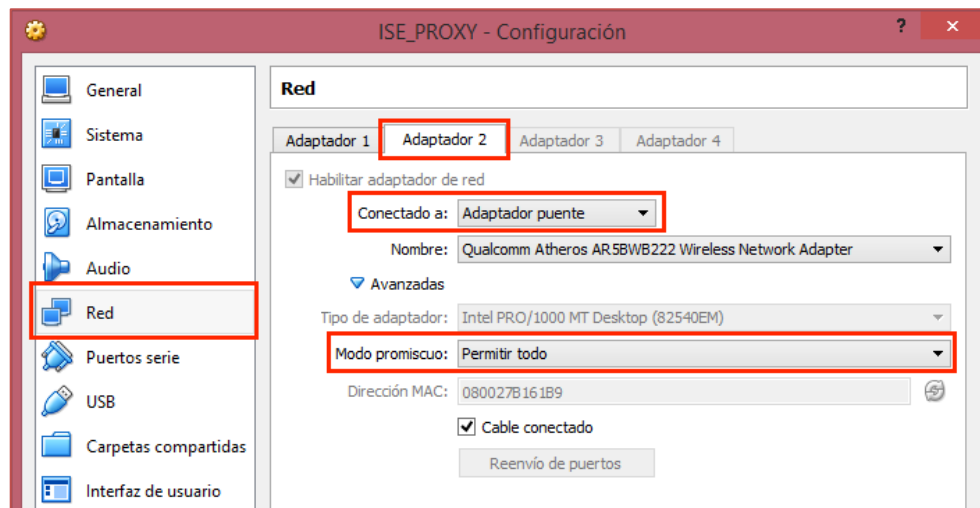 ISE_PROXY - Configuración
?
×
General
Sistema
Pantalla
Almacenamiento
Audio
Red
Puertos serie
USB
Carpetas compartidas
Interfaz de usuario
Red
Adaptador 1 Adaptador 2 Adaptador 3 Adaptador 4
Habilitar adaptador de red
Conectado a: Adaptador puente
Nombre: Qualcomm Atheros AR5BWB222 Wireless Network Adapter
Avanzadas
Tipo de adaptador: Intel PRO/1000 MT Desktop (82540EM)
Modo promiscuo: Permitir todo
Dirección MAC: 080027B161B9
Cable conectado
Reenvío de puertos